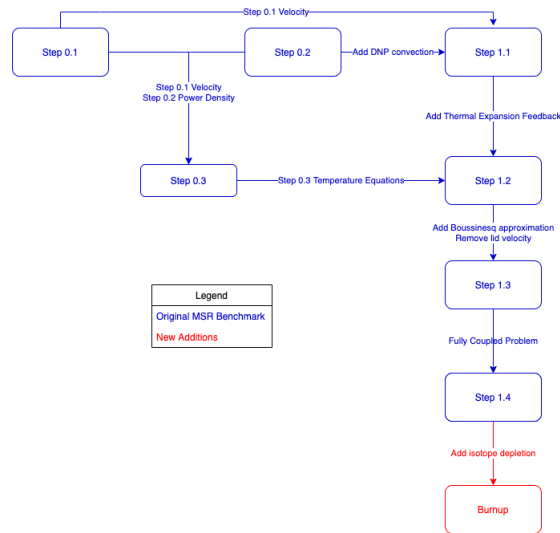 Step 0.1 Velocity
Step 0.1
Step 0.2
Add DNP convection
Step 1.1
Step 0.1 Velocity
Step 0.2 Power Density
Add Thermal Expansion Feedback
Step 0.3
Step 0.3 Temperature Equations
Step 1.2
Add Boussinesq approximation
Remove lid velocity
Step 1.3
Legend
Original MSR Benchmark
New Additions
Fully Coupled Problem
Step 1.4
Add isotope depletion
Burnup